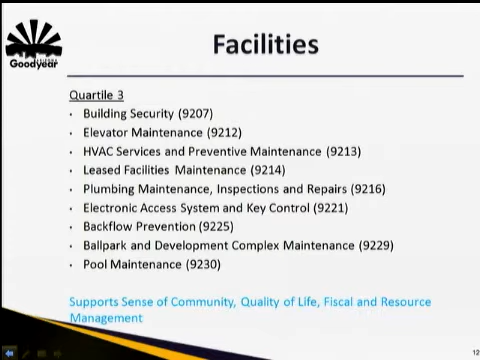 Facilities
Goodyear
Quartile 3
• Building Security (9207)
• Elevator Maintenance (9212)
• HVAC Services and Preventive Maintenance (9213)
• Leased Facilities Maintenance (9214)
• Plumbing Maintenance, Inspections and Repairs (9216)
• Electronic Access System and Key Control (9221)
• Backflow Prevention (9225)
• Ballpark and Development Complex Maintenance (9229)
• Pool Maintenance (9230)
Supports Sense of Community, Quality of Life, Fiscal and Resource
Management
12